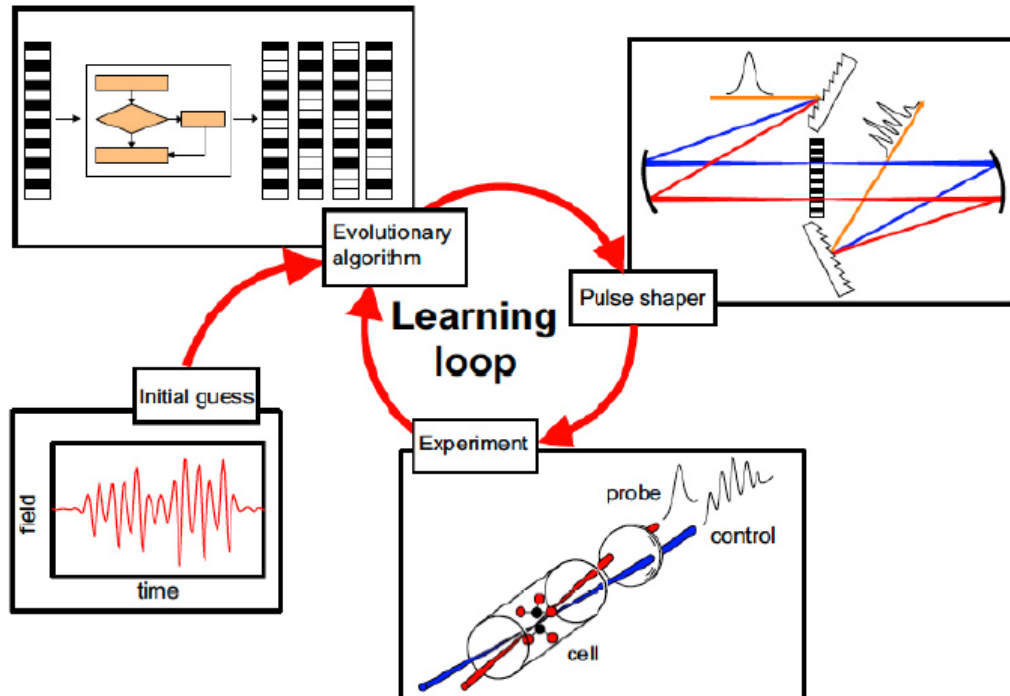 Evolutionary
algorithm
Pulse shaper
Learning
loop
Initial guess
Experiment
field
time
probe
control
cell